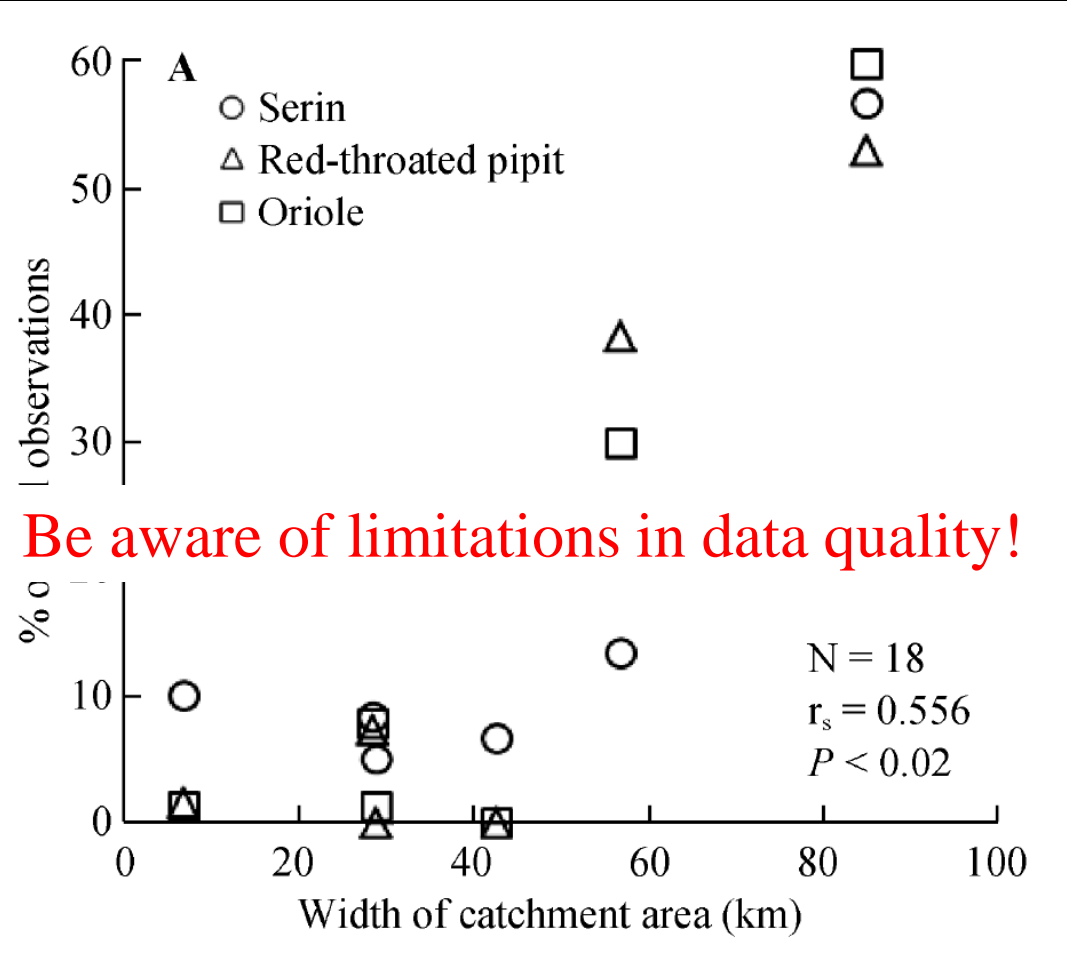 60
A
Serin
Red-throated pipit
50
Oriole
40
30
observations
Be aware of limitations in data quality!
%
N = 18
10
rs = 0.556
P < 0.02
0
0 20 40 60 80 100
Width of catchment area (km)